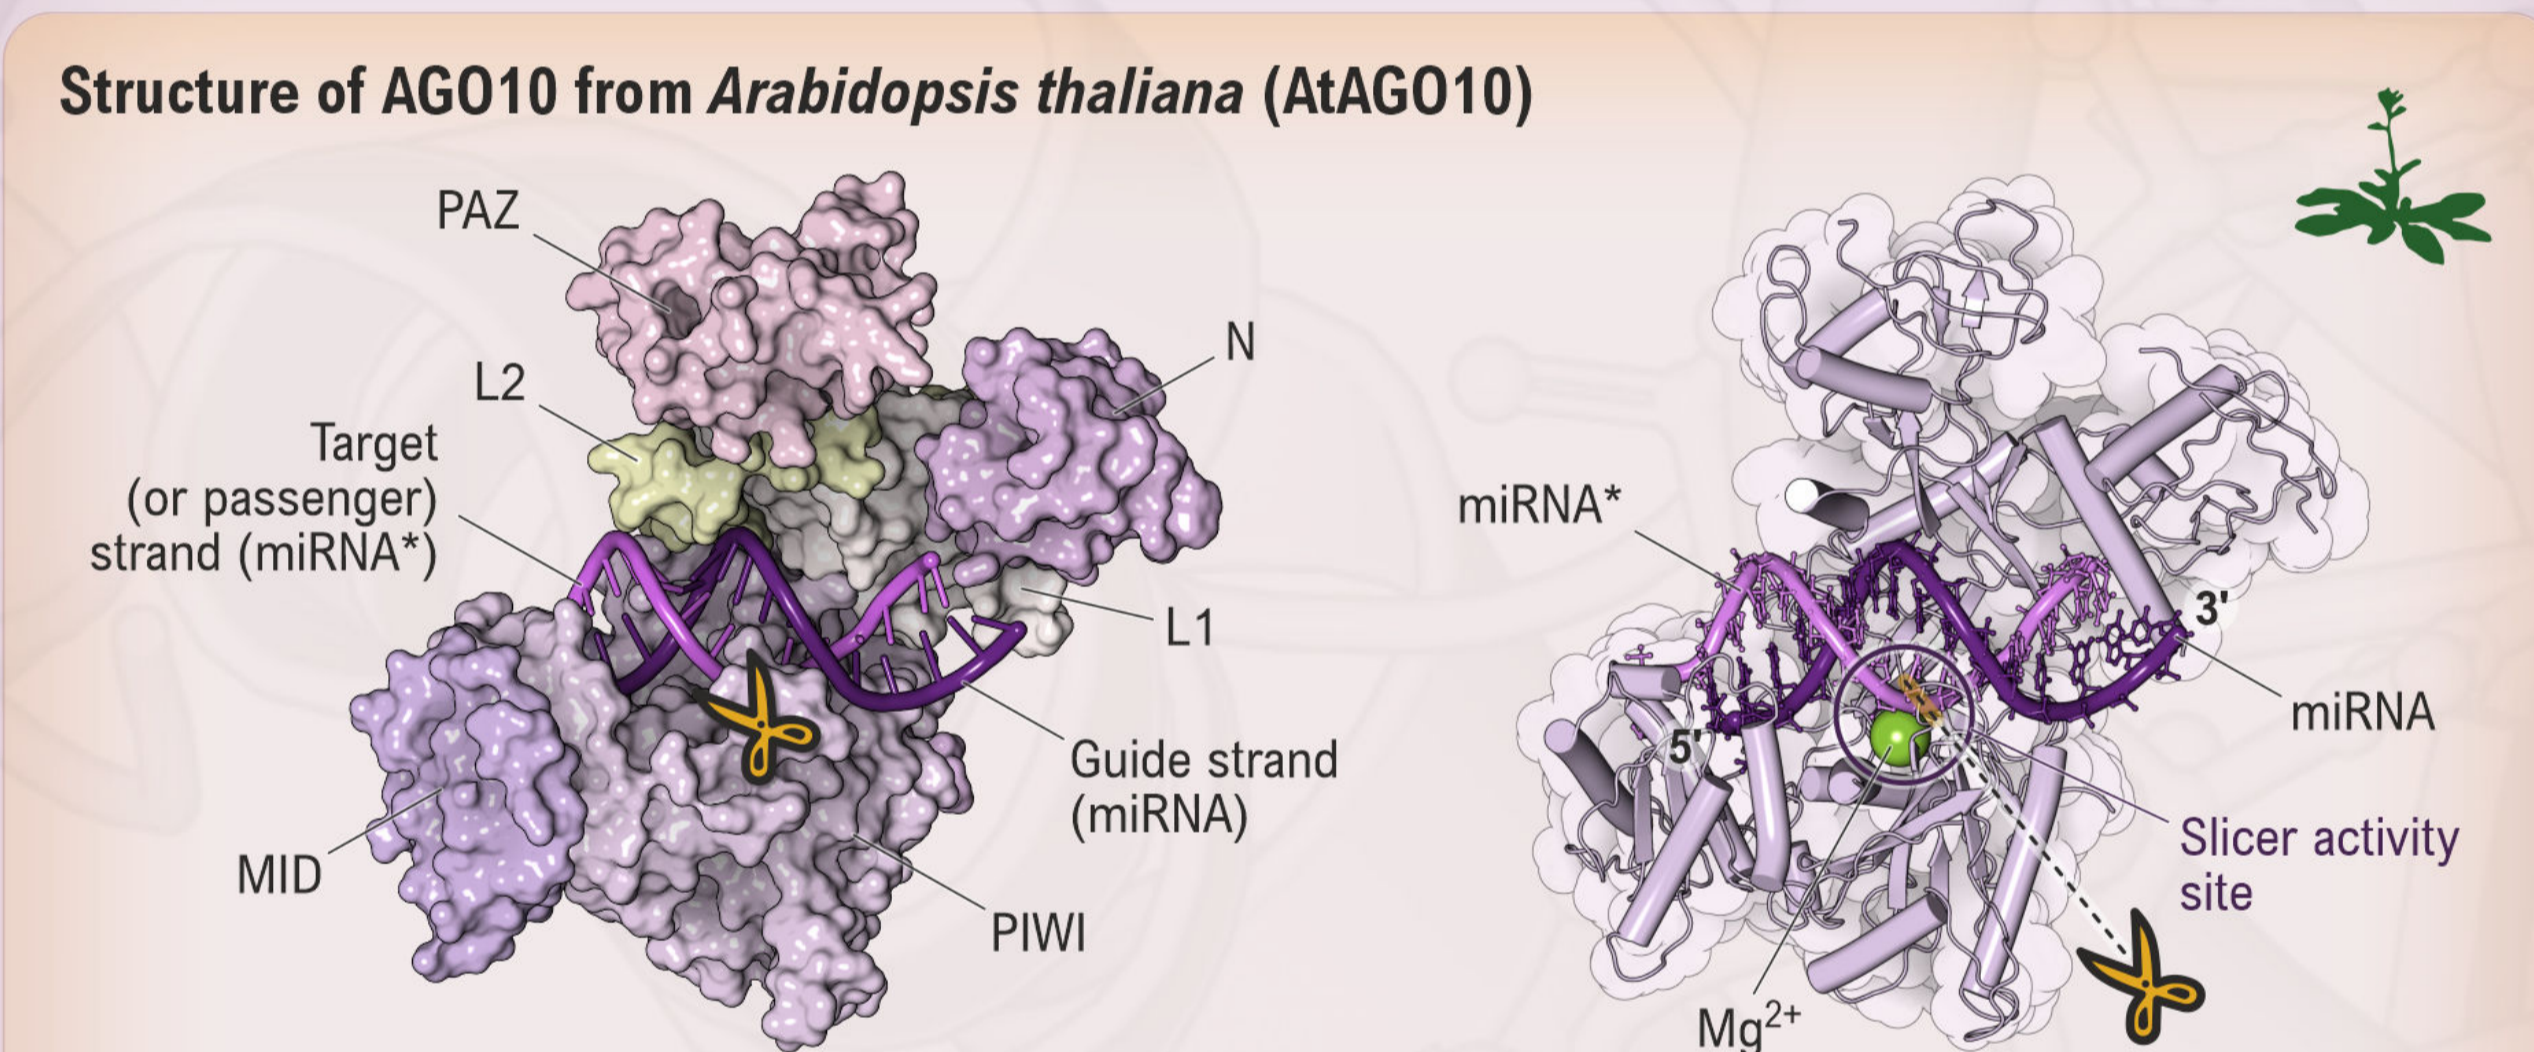 Structure of AGO10 from Arabidopsis thaliana (AtAGO10)
PAZ
N
L2
Target
(or passenger)
strand (miRNA*)
L1
Guide strand
(miRNA)
MID
PIWI
miRNA*
3'
miRNA
5'
Slicer activity
site
Mg²⁺